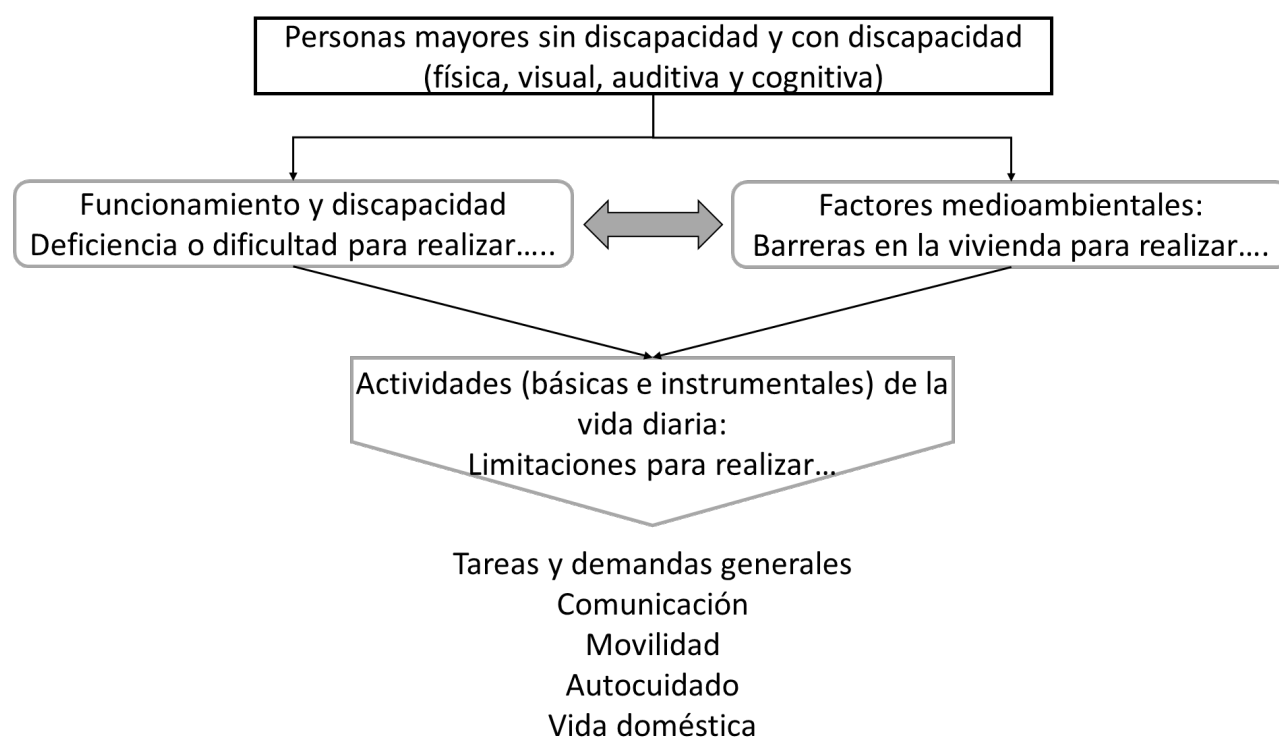 Personas mayores sin discapacidad y con discapacidad
(física, visual, auditiva y cognitiva)
Funcionamiento y discapacidad
Deficiencia o dificultad para realizar…..
Factores medioambientales:
Barreras en la vivienda para realizar….
Actividades (básicas e instrumentales) de la
vida diaria:
Limitaciones para realizar…
Tareas y demandas generales
Comunicación
Movilidad
Autocuidado
Vida doméstica